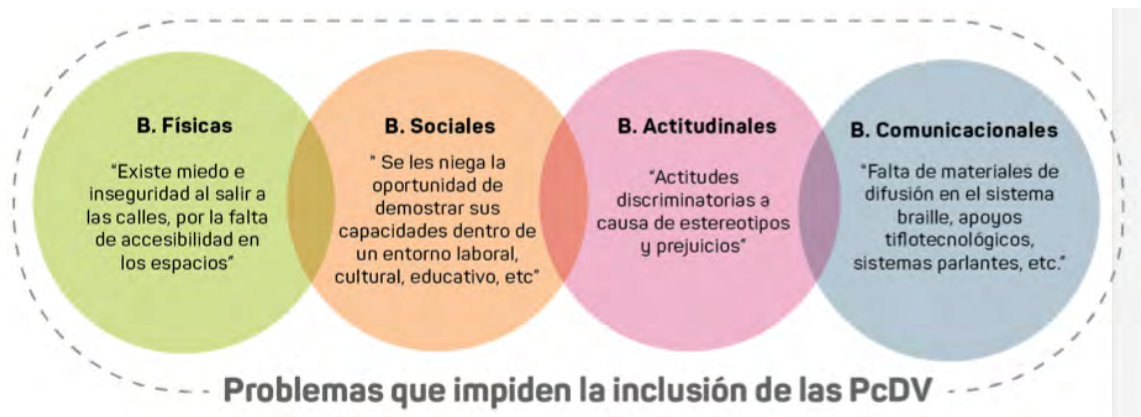 B. Físicas
"Existe miedo e
inseguridad al salir a
las calles, por la falta
de accesibilidad en
los espacios"
B. Sociales
" Se les niega la
oportunidad de
demostrar sus
capacidades dentro de
un entorno laboral,
cultural, educativo, etc"
B. Actitudinales
"Actitudes
discriminatorias a
causa de estereotipos
y prejuicios"
B. Comunicacionales
"Falta de materiales de
difusión en el sistema
braille, apoyos
tiflotecnológicos,
sistemas parlantes, etc."
Problemas que impiden la inclusión de las PcDV